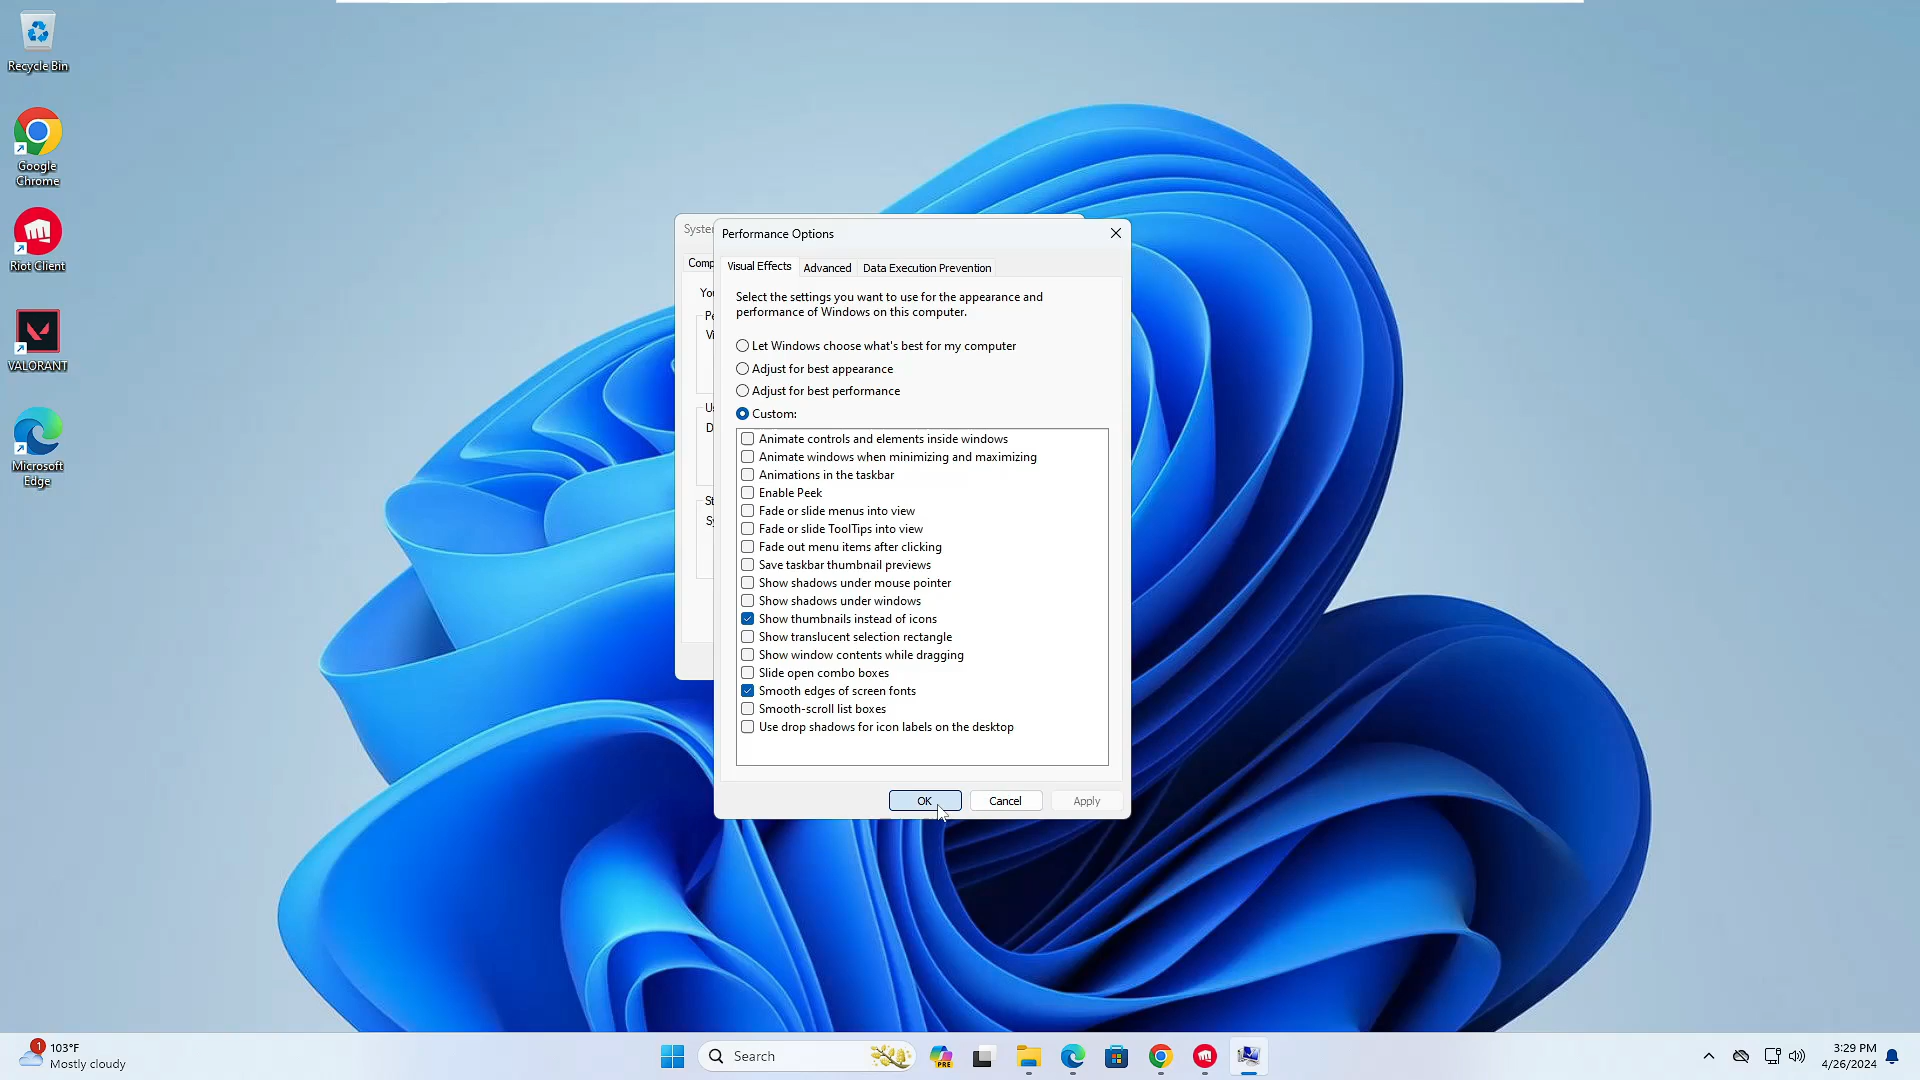 Recycle Bin
Google
Chrome
Riot Client
VALORANT
Microsoft
Edge
Performance Options
Visual Effects
Advanced
Data Execution Prevention
Select the settings you want to use for the appearance and
performance of Windows on this computer.
Let Windows choose what's best for my computer
Adjust for best appearance
Adjust for best performance
Custom:
Animate controls and elements inside windows
Animate windows when minimizing and maximizing
Animations in the taskbar
Enable Peek
Fade or slide menus into view
Fade or slide ToolTips into view
Fade out menu items after clicking
Save taskbar thumbnail previews
Show shadows under mouse pointer
Show shadows under windows
Show thumbnails instead of icons
Show translucent selection rectangle
Show window contents while dragging
Slide open combo boxes
Smooth edges of screen fonts
Smooth-scroll list boxes
Use drop shadows for icon labels on the desktop
OK
Cancel
Apply
1
103°F
Mostly cloudy
Search
PRE
3:29 PM
4/26/2024